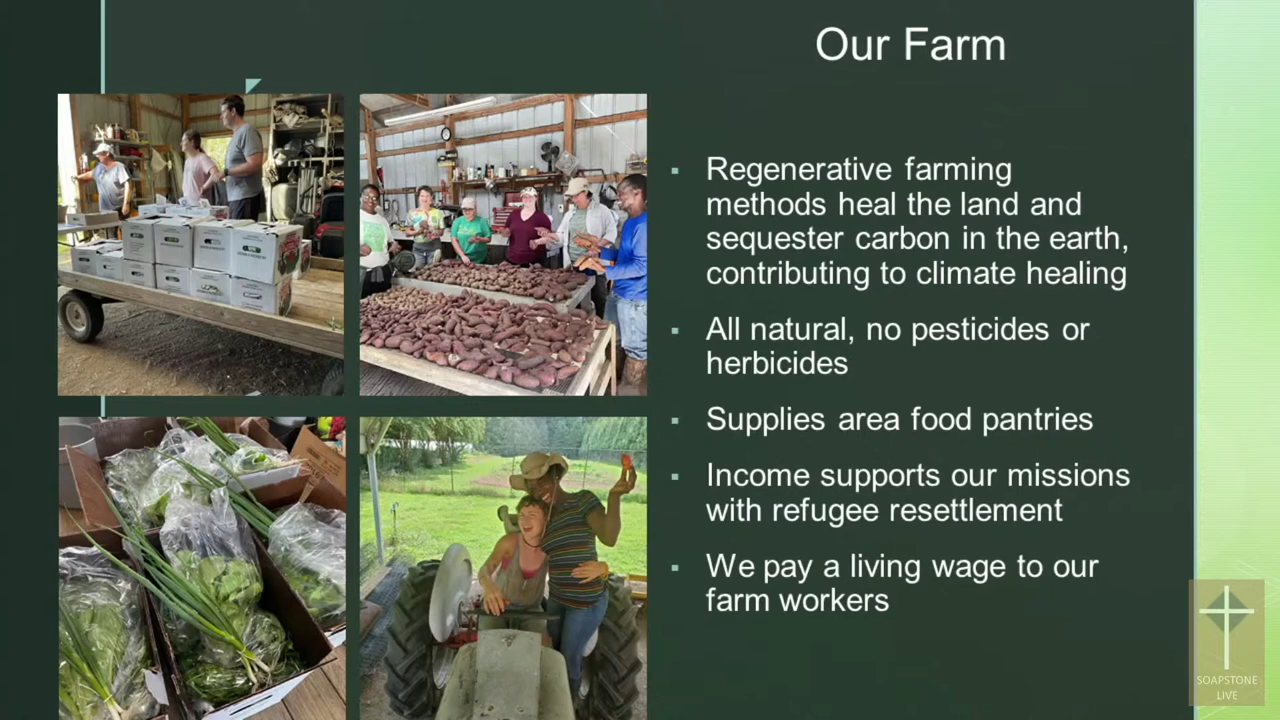 Our Farm
Regenerative farming
methods heal the land and
sequester carbon in the earth,
contributing to climate healing
All natural, no pesticides or
herbicides
Supplies area food pantries
Income supports our missions
with refugee resettlement
We pay a living wage to our
farm workers
SOAPSTONE
LIVE